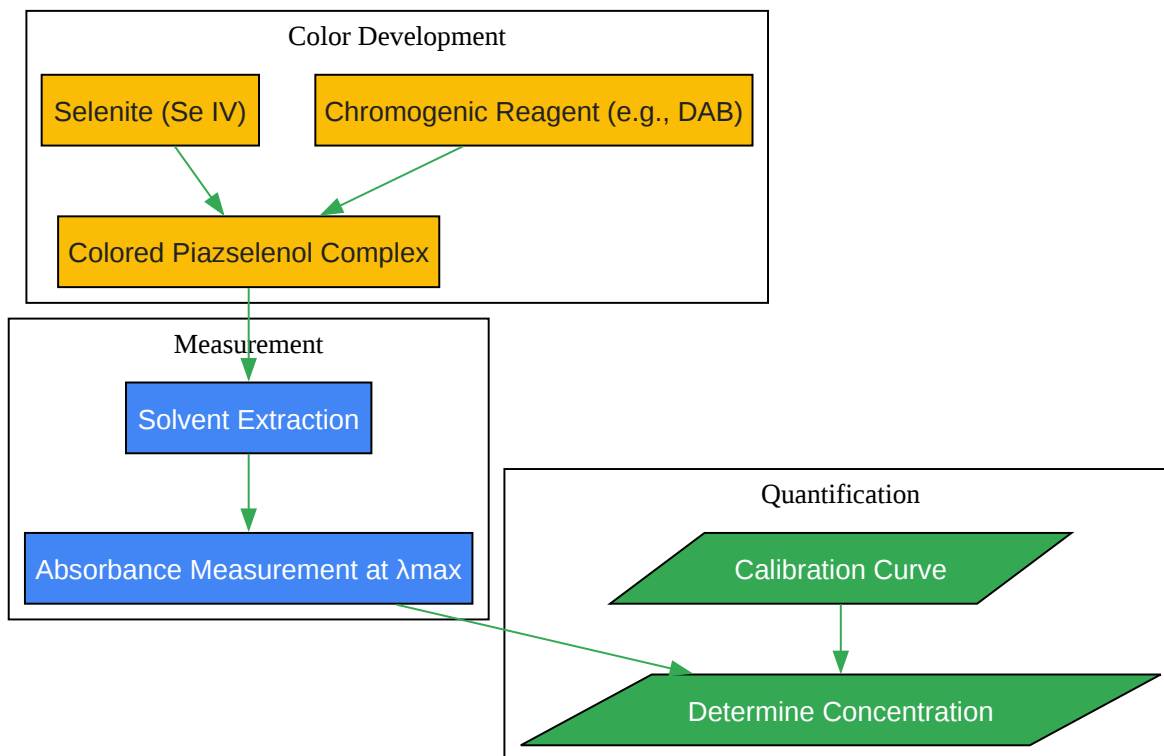 Color Development
Selenite (Se IV)
Chromogenic Reagent (e.g., DAB)
Colored Piazselenol Complex
Measurement
Solvent Extraction
Absorbance Measurement at λmax
Quantification
Calibration Curve
Determine Concentration